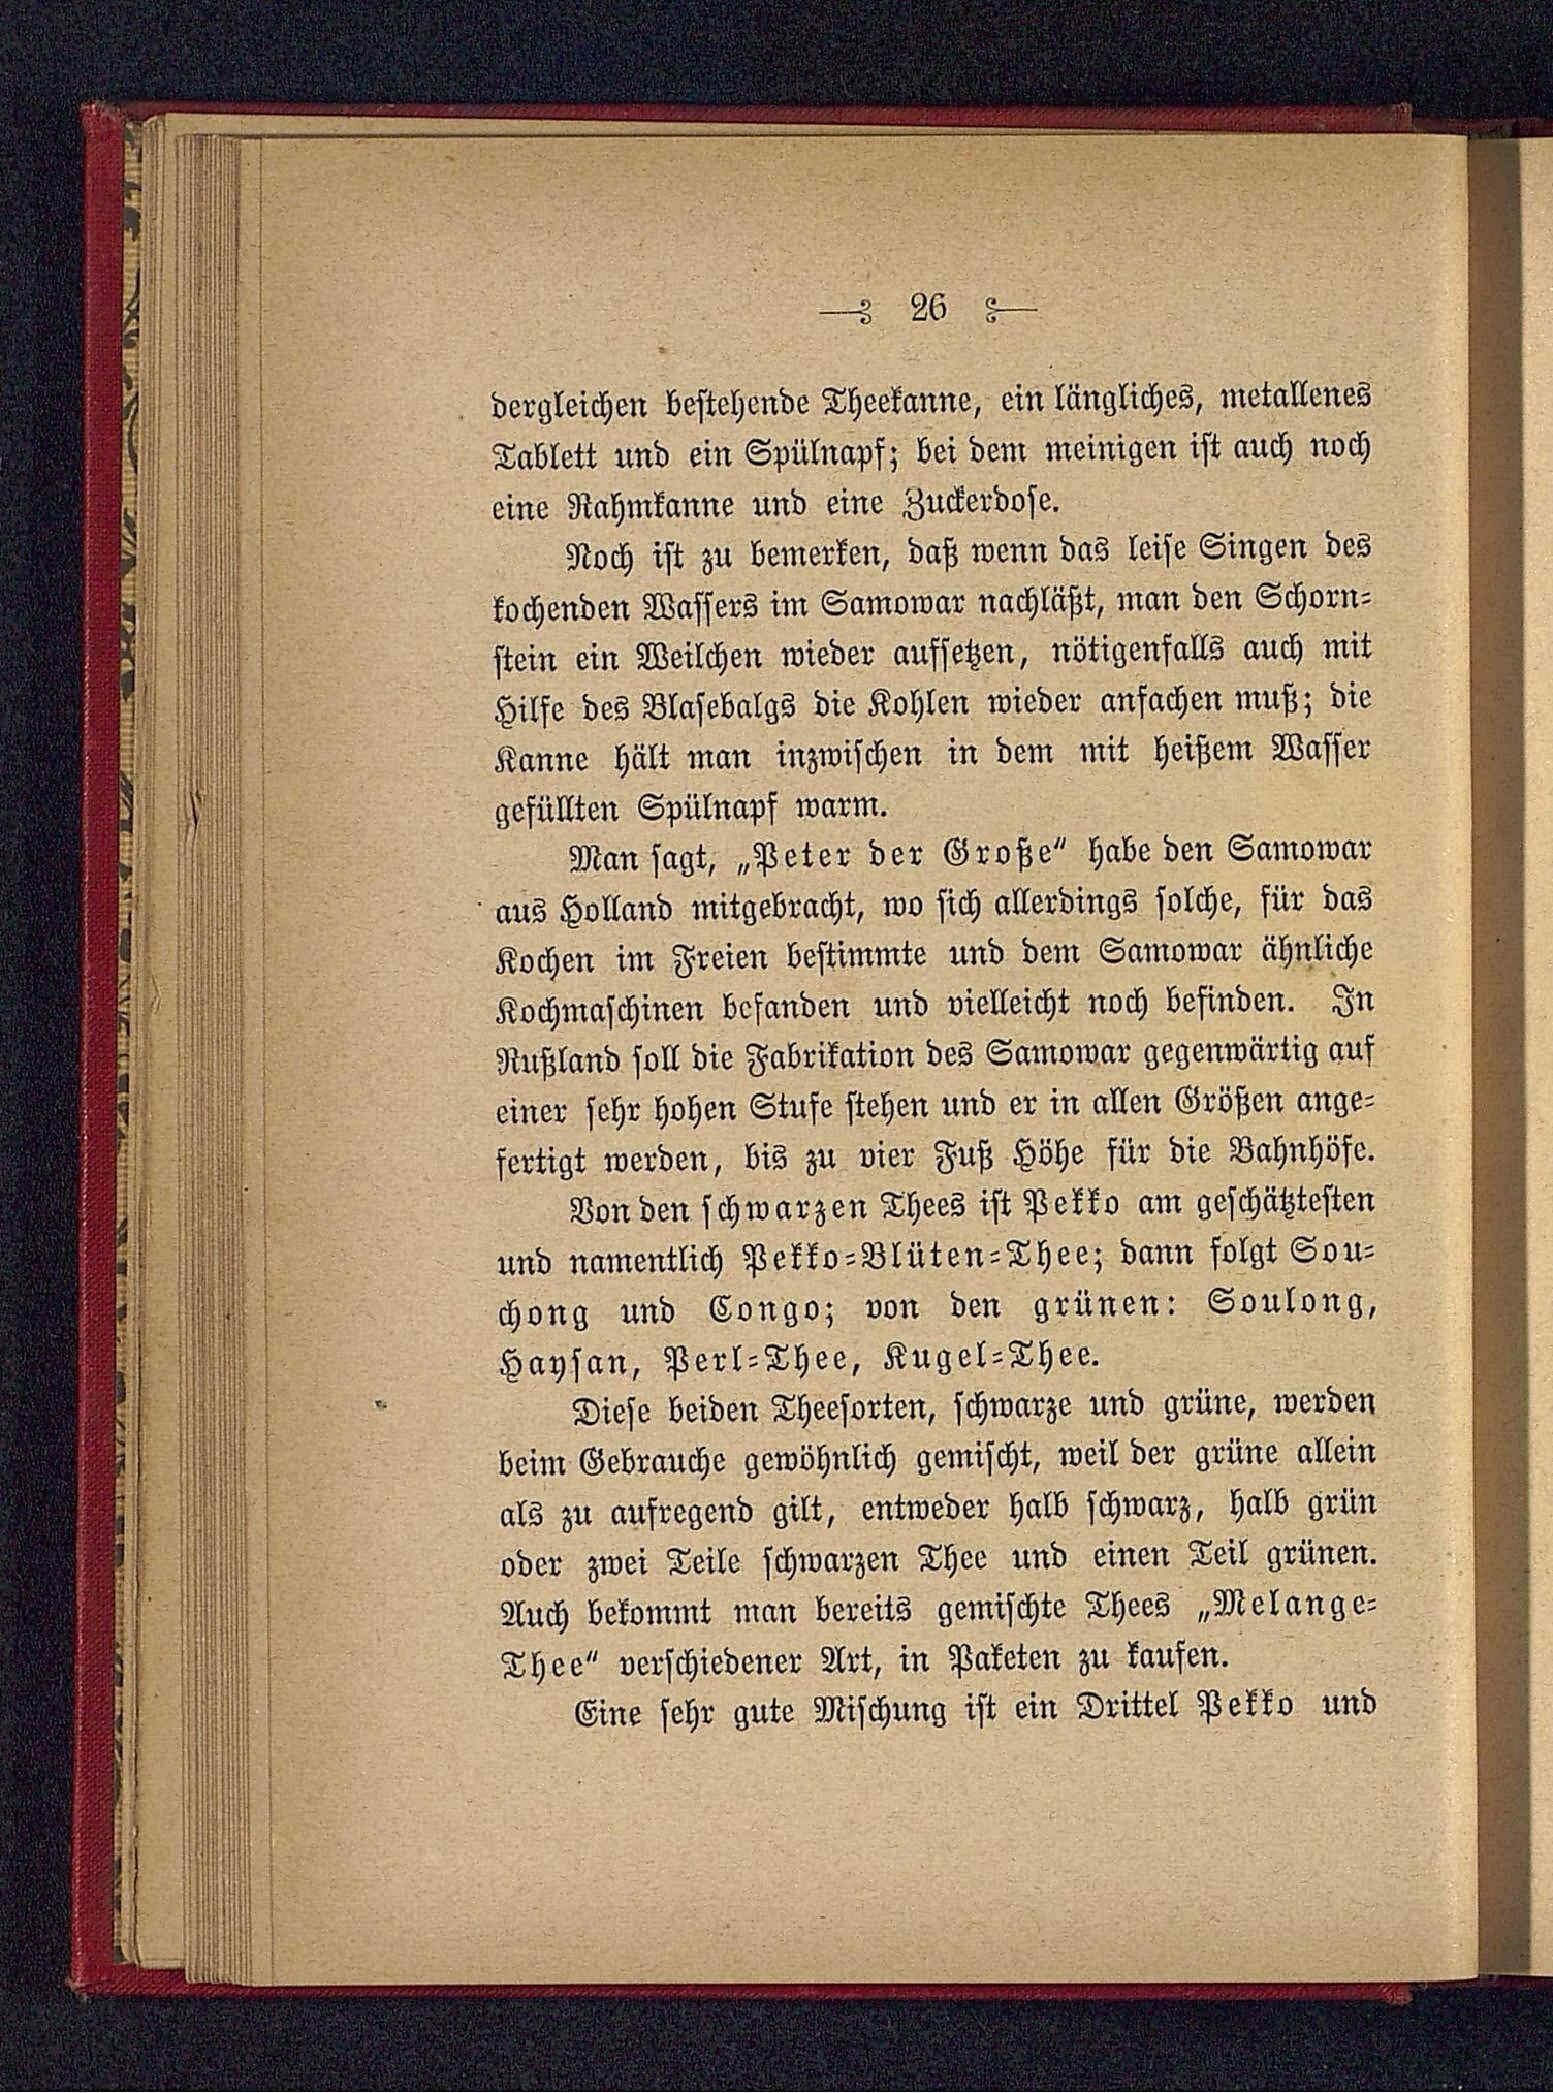 26
dergleichen bestehende Theekanne, ein längliches, metallenes
Tablett und ein Spülnapf; bei dem meinigen ist auch noch
eine Rahmkanne und eine Zuckerdose.
Noch ist zu bemerken, daß wenn das leise Singen des
kochenden Wassers im Samowar nachläßt, man den Schorn-
stein ein Weilchen wieder aufsetzen, nötigenfalls auch mit
Hilfe des Blasebalgs die Kohlen wieder anfachen muß; die
Kanne hält man inzwischen in dem mit heißem Wasser
gefüllten Spülnapf warm.
Man sagt, „Peter der Große“ habe den Samowar
aus Holland mitgebracht, wo sich allerdings solche, für das
Kochen im Freien bestimmte und dem Samowar ähnliche
Kochmaschinen befanden und vielleicht noch befinden. In
Rußland soll die Fabrikation des Samowar gegenwärtig auf
einer sehr hohen Stufe stehen und er in allen Größen ange-
fertigt werden, bis zu vier Fuß Höhe für die Bahnhöfe.
Von den schwarzen Thees ist Pekko am geschätztesten
und namentlich Pekko-Blüten-Thee; dann folgt Sou-
chong und Congo; von den grünen: Soulong,
Haysan, Perl-Thee, Kugel-Thee.
Diese beiden Theesorten, schwarze und grüne, werden
beim Gebrauche gewöhnlich gemischt, weil der grüne allein
als zu aufregend gilt, entweder halb schwarz, halb grün
oder zwei Teile schwarzen Thee und einen Teil grünen.
Auch bekommt man bereits gemischte Thees „Melange-
Thee“ verschiedener Art, in Paketen zu kaufen.
Eine sehr gute Mischung ist ein Drittel Pekko und